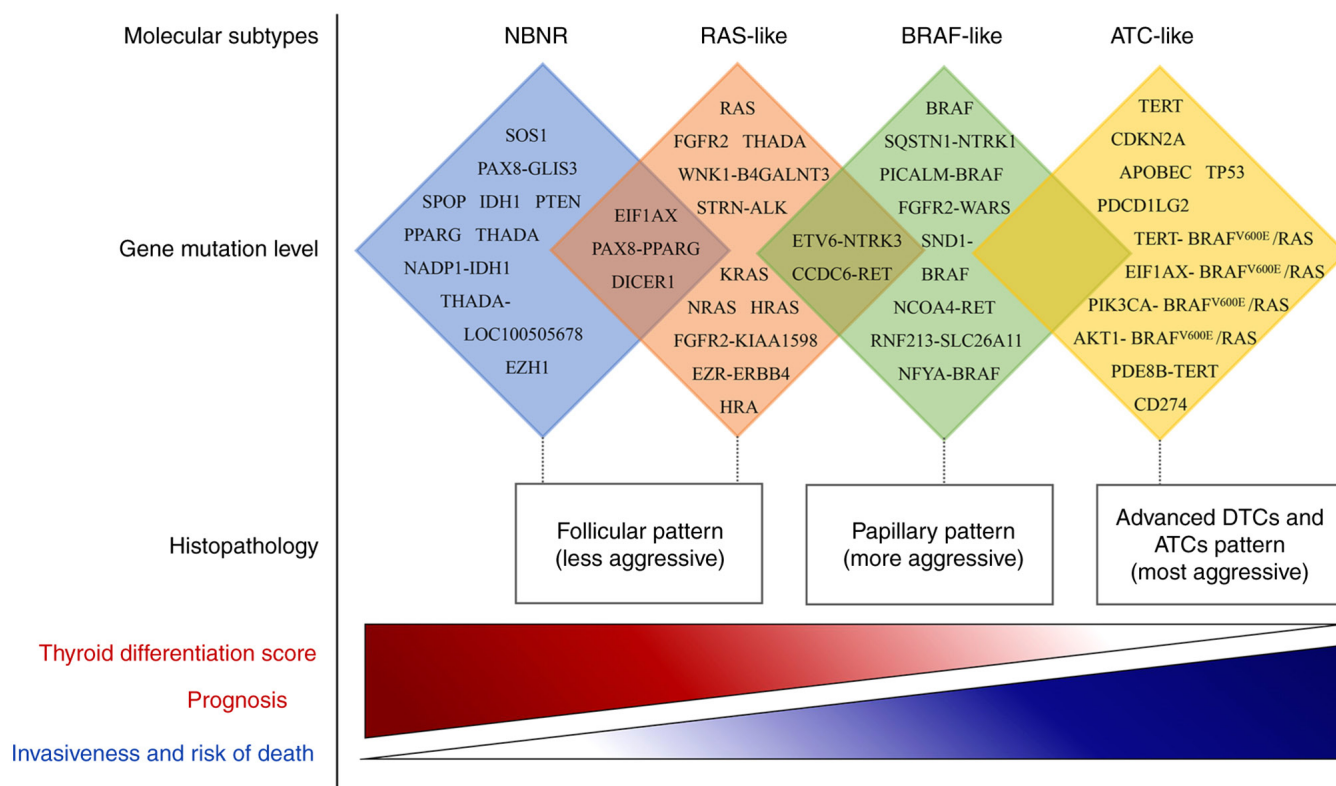 Molecular subtypes NBNR RAS-like BRAF-like ATC-like
Gene mutation level
SOS1
PAX8-GLIS3
SPOP IDH1 PTEN
PPARG THADA
NADP1-IDH1
THADA-
LOC100505678
EZH1
EIF1AX
PAX8-PPARG
DICER1
RAS
FGFR2 THADA
WNK1-B4GALNT3
STRN-ALK
KRAS
NRAS HRAS
FGFR2-KIAA1598
EZR-ERBB4
HRA
ETV6-NTRK3
CCDC6-RET
BRAF
SQSTN1-NTRK1
PICALM-BRAF
FGFR2-WARS
SND1-
BRAF
NCOA4-RET
RNF213-SLC26A11
NFYA-BRAF
TERT
CDKN2A
APOBEC TP53
PDCD1LG2
TERT- BRAFV600E /RAS
EIF1AX- BRAFV600E /RAS
PIK3CA- BRAFV600E /RAS
AKT1- BRAFV600E /RAS
PDE8B-TERT
CD274
Histopathology
Follicular pattern
(less aggressive)
Papillary pattern
(more aggressive)
Advanced DTCs and
ATCs pattern
(most aggressive)
Thyroid differentiation score
Prognosis
Invasiveness and risk of death